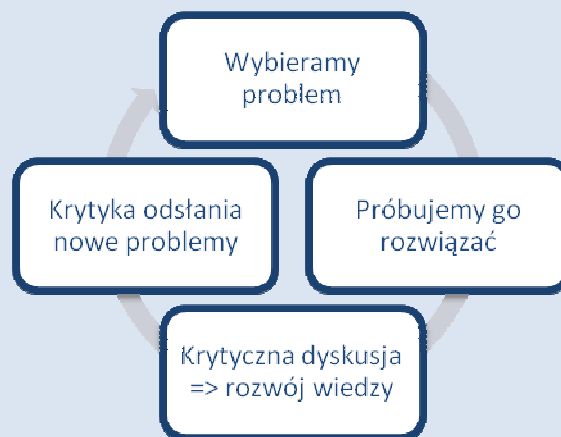 Wybieramy
problem
Próbujemy go
rozwiązać
Krytyczna dyskusja
=> rozwój wiedzy
Krytyka odsłania
nowe problemy